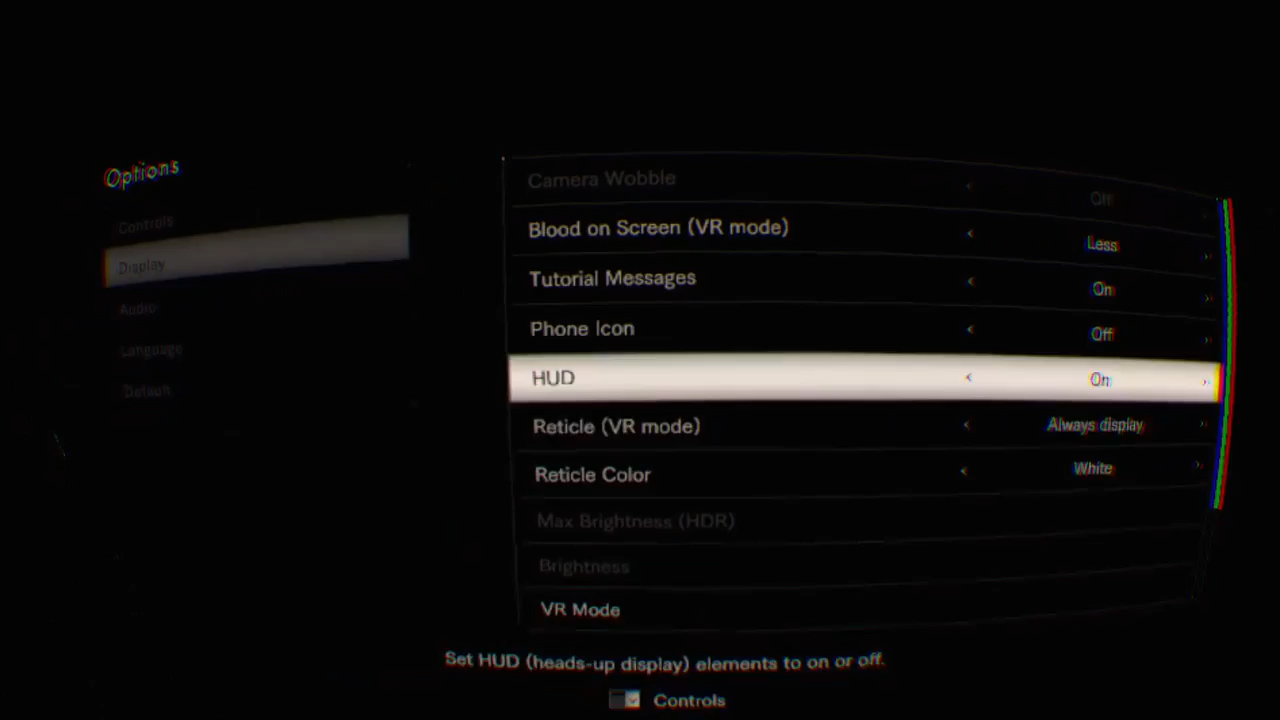 Options
Controls
Display
Audio
Language
Default
Camera Wobble Off
Blood on Screen (VR mode) Less
Tutorial Messages On
Phone Icon Off
HUD On
Reticle (VR mode) Always display
Reticle Color White
Max Brightness (HDR)
Brightness
VR Mode
Set HUD (heads-up display) elements to on or off.
Controls